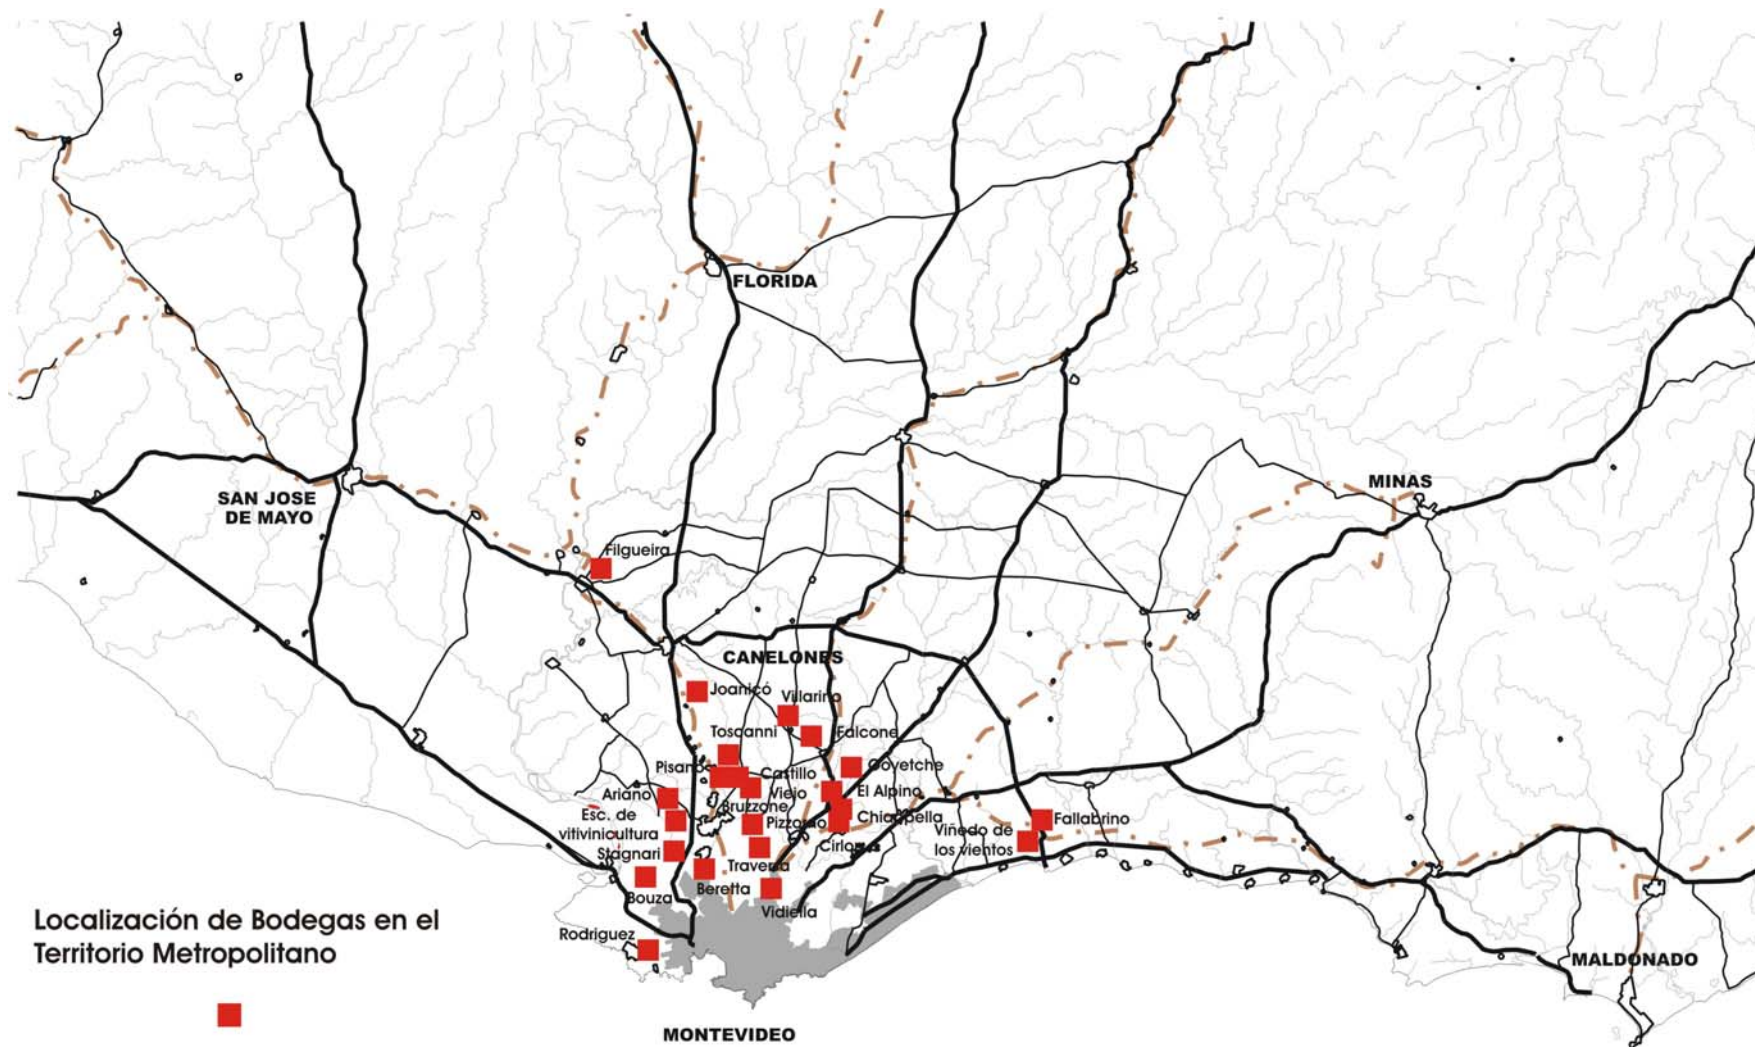 FLORIDA
SAN JOSE
DE MAYO
MINAS
Filgueira
CANELONES
Joanicó
Villarino
Toscanni
Falcone
Pisano
Castillo
Viejo
Govetche
El Alpino
Ariano
Bruzzone
Esc. de
vitivinicultura
Pizzorno
Chiappella
Fallabrino
Viñedo de
los vientos
Stagnari
Traversa
Beretta
Bouza
Vidiella
Rodriguez
Localización de Bodegas en el
Territorio Metropolitano
MALDONADO
MONTEVIDEO